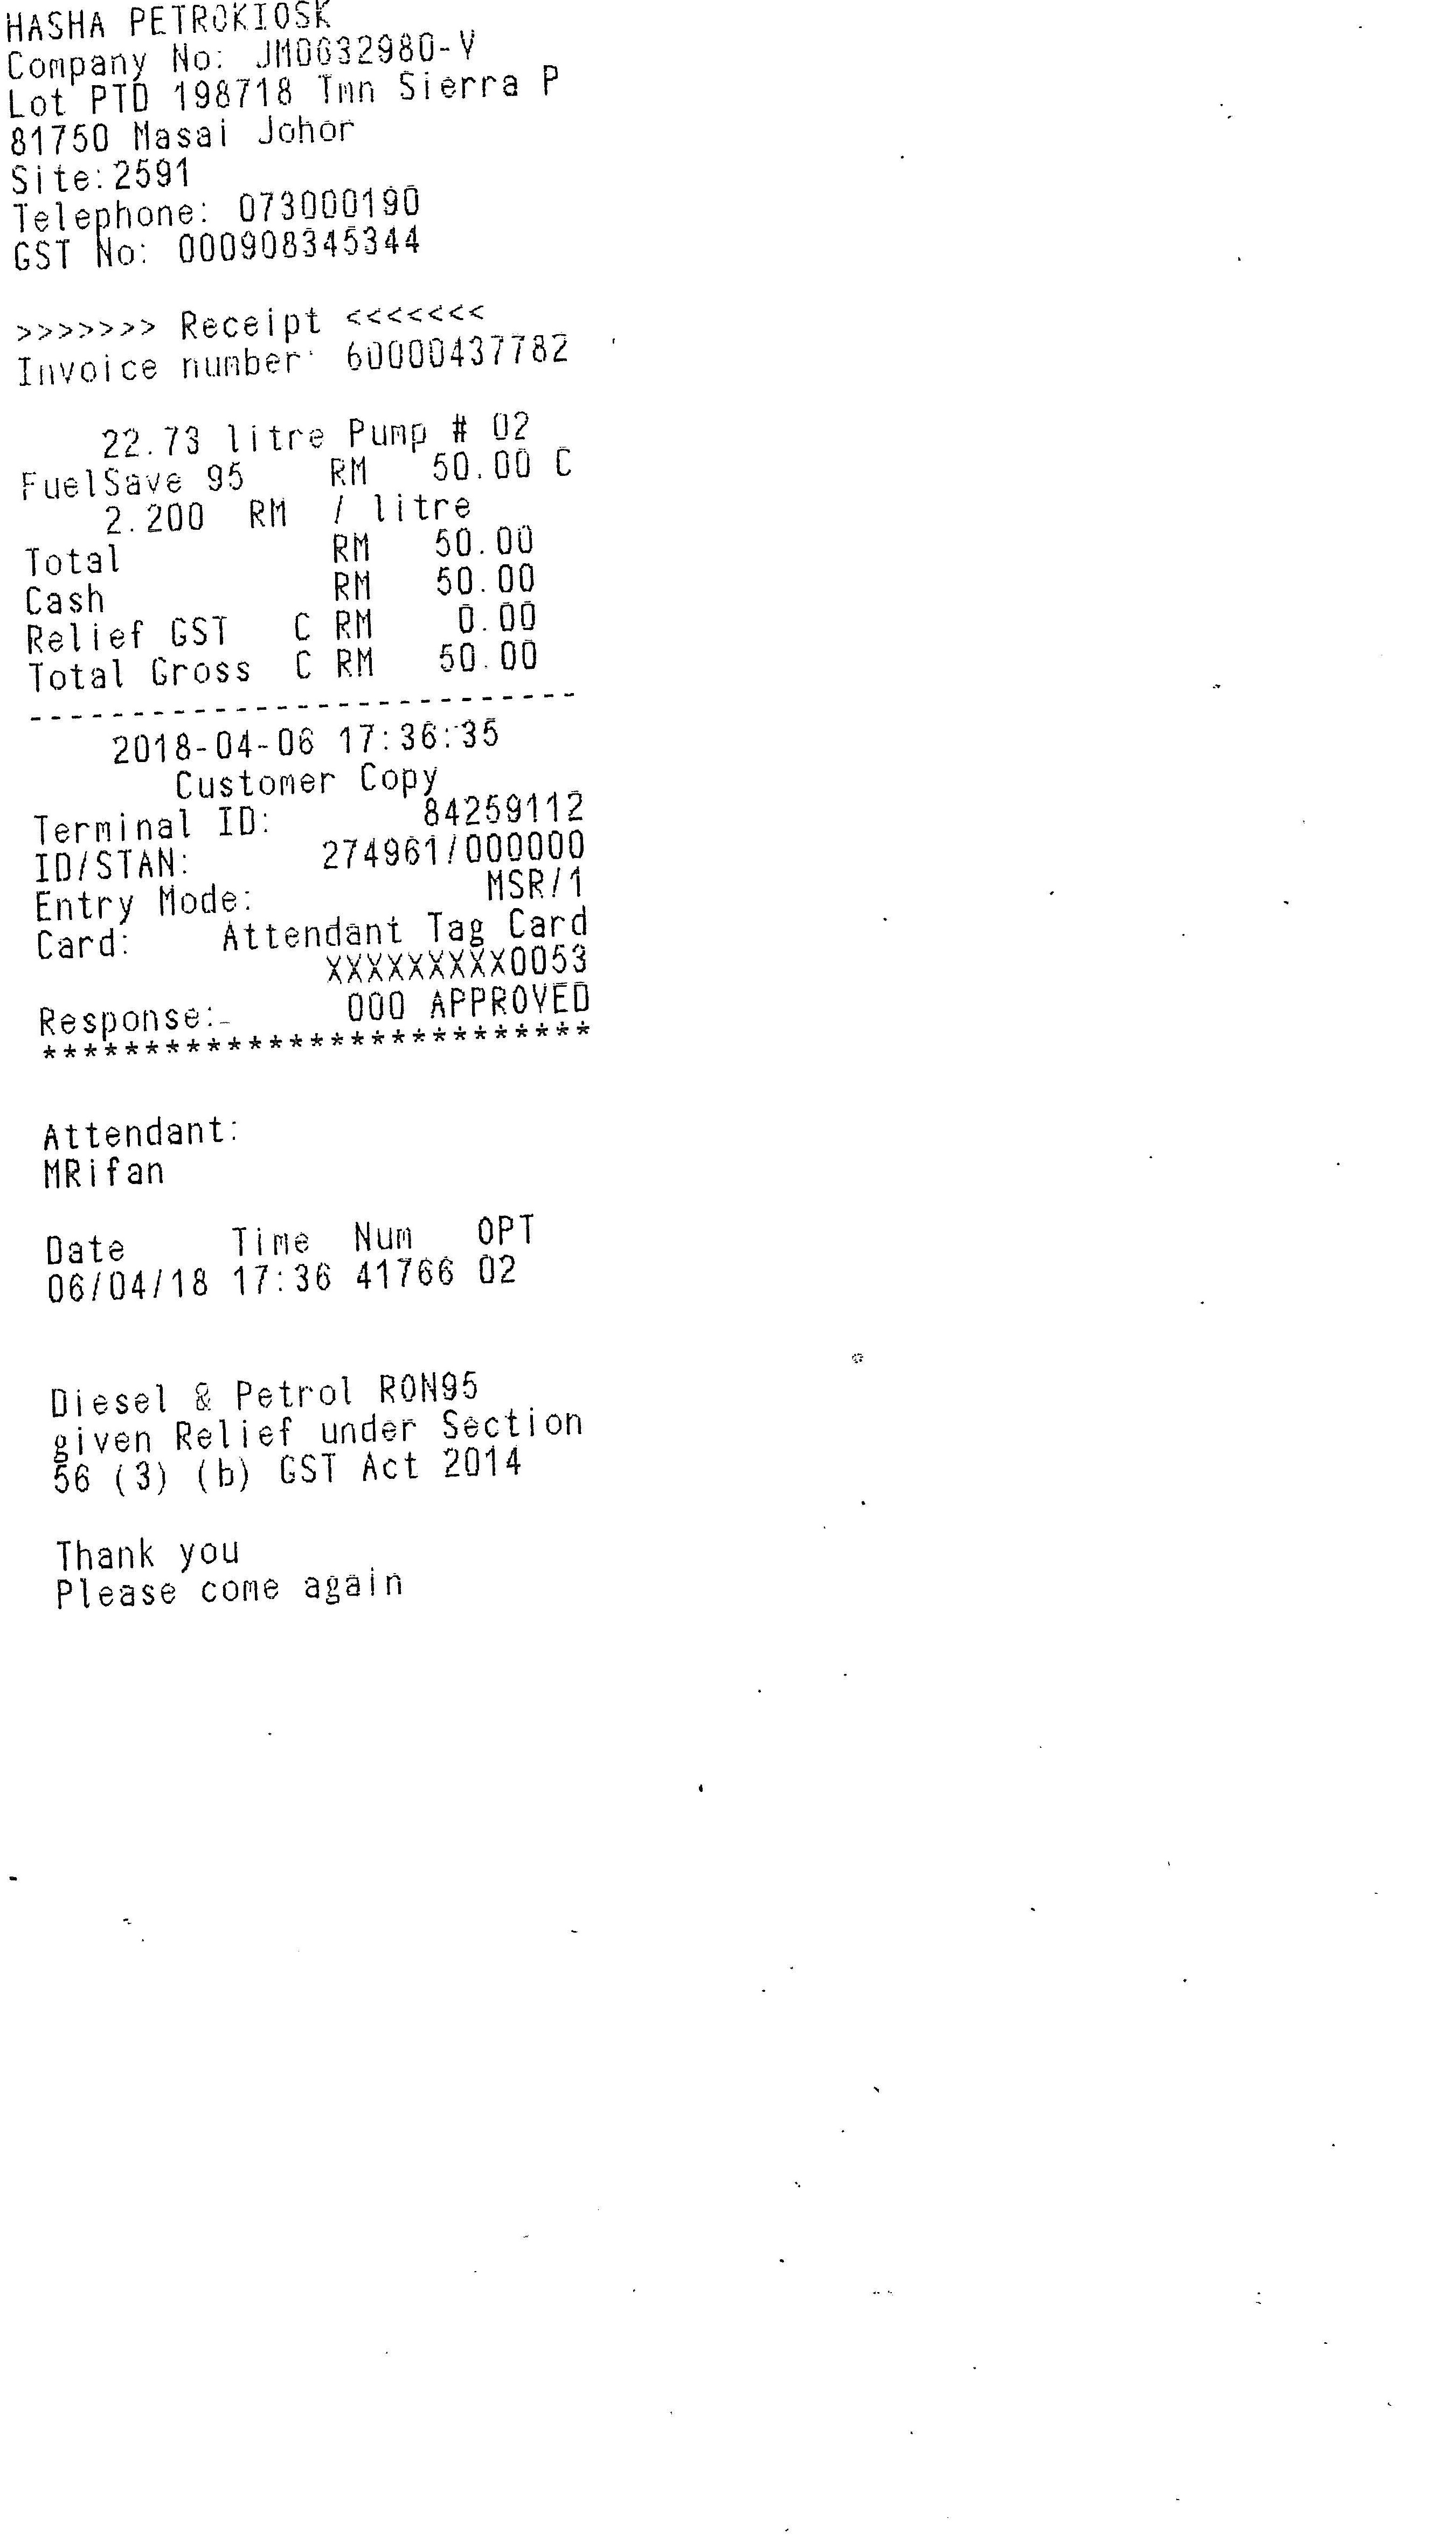 HASHA PETROKIOSK
Company No: JM0632980-V
Lot PTD 198718 Tmn Sierra P
81750 Masai Johor
Site:2591
Telephone: 073000190
GST No: 000908345344
>>>>>>> Receipt <<<<<<<
Invoice number: 60000437782
22.73 litre Pump # 02
FuelSave 95 RM 50.00 C
2.200 RM / litre
Total RM 50.00
Cash RM 50.00
Relief GST C RM 0.00
Total Gross C RM 50.00
---------------------------
2018-04-06 17:36:35
Customer Copy
Terminal ID: 84259112
ID/STAN: 274961/000000
Entry Mode: MSR/1
Card: Attendant Tag Card
XXXXXXXXX0053
Response: 000 APPROVED
***************************
Attendant:
MRifan
Date Time Num OPT
06/04/18 17:36 41766 02
Diesel & Petrol RON95
given Relief under Section
56 (3) (b) GST Act 2014
Thank you
Please come again